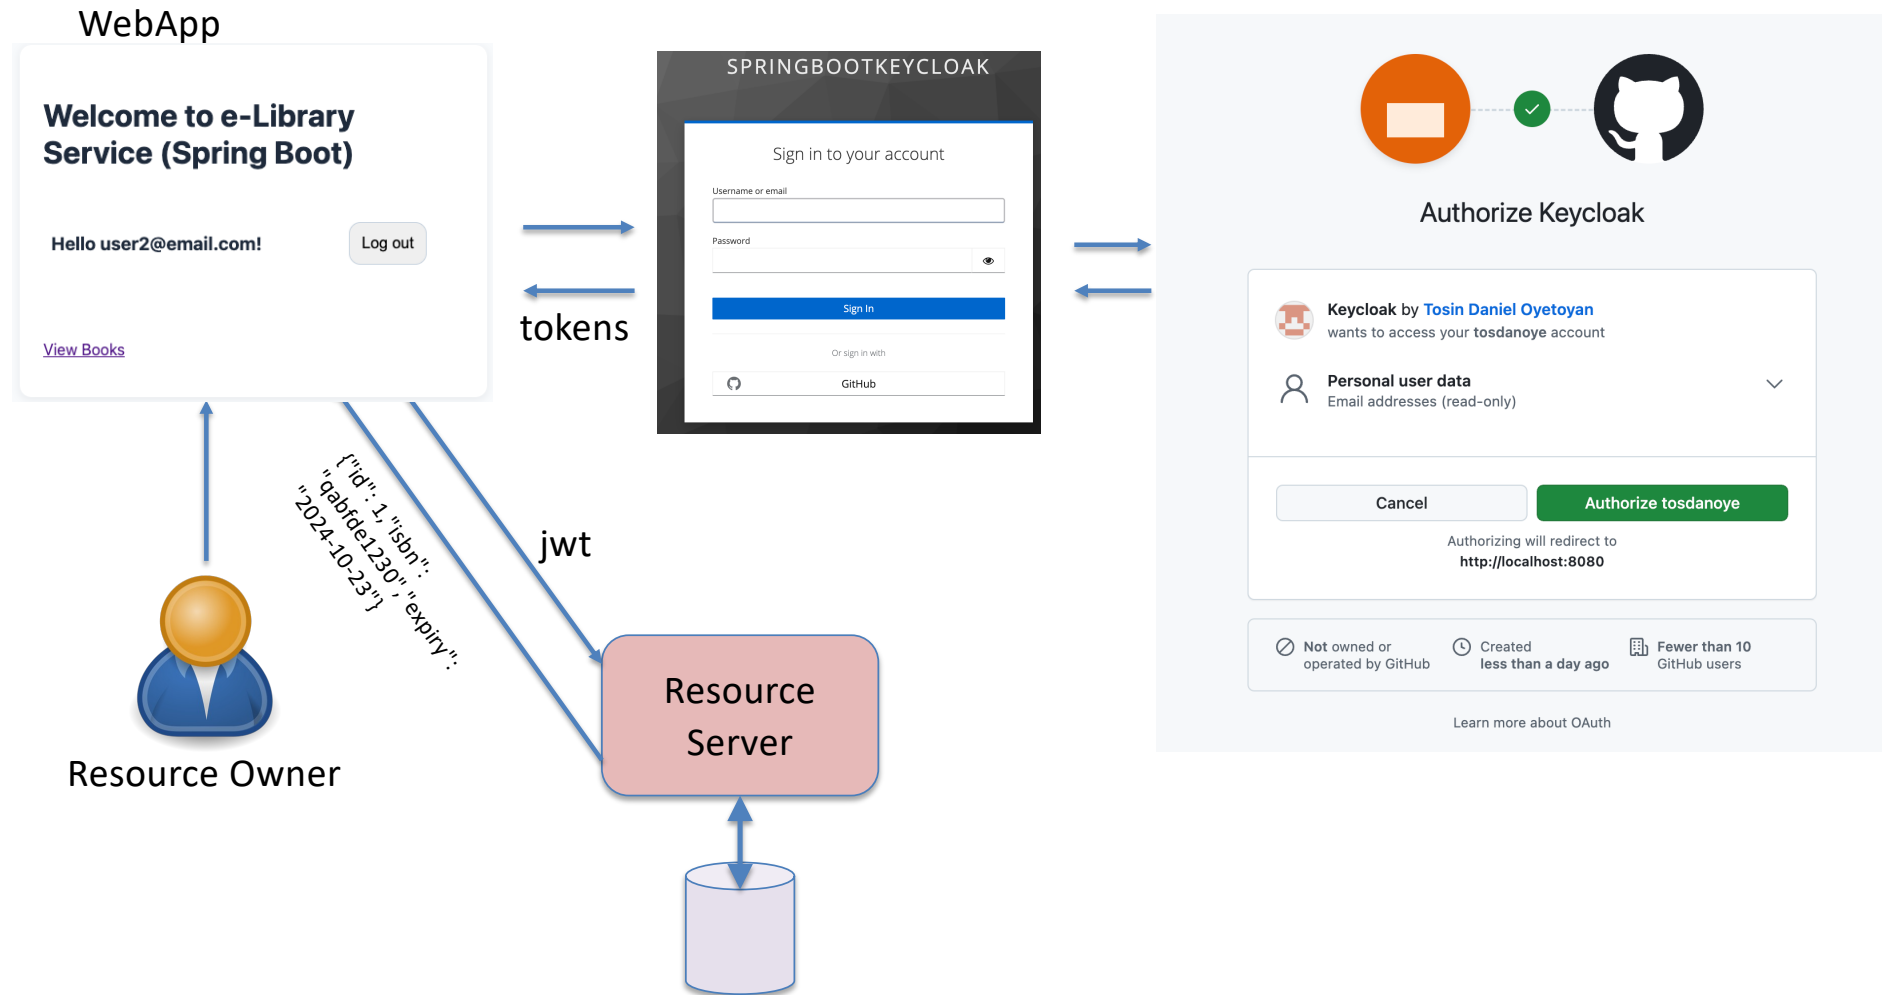 WebApp
Welcome to e-Library
Service (Spring Boot)
Hello user2@email.com!
Log out
View Books
tokens
SPRINGBOOTKEYCLOAK
Sign in to your account
Username or email
Password
Sign In
Or sign in with
GitHub
Authorize Keycloak
Keycloak by Tosin Daniel Oyetoyan
wants to access your tosdanoye account
Personal user data
Email addresses (read-only)
Cancel
Authorize tosdanoye
Authorizing will redirect to
http://localhost:8080
Not owned or
operated by GitHub
Created
less than a day ago
Fewer than 10
GitHub users
Learn more about OAuth
{"id": 1, "isbn":
"qabfde1230", "expiry":
"2024-10-23"}
jwt
Resource Owner
Resource
Server